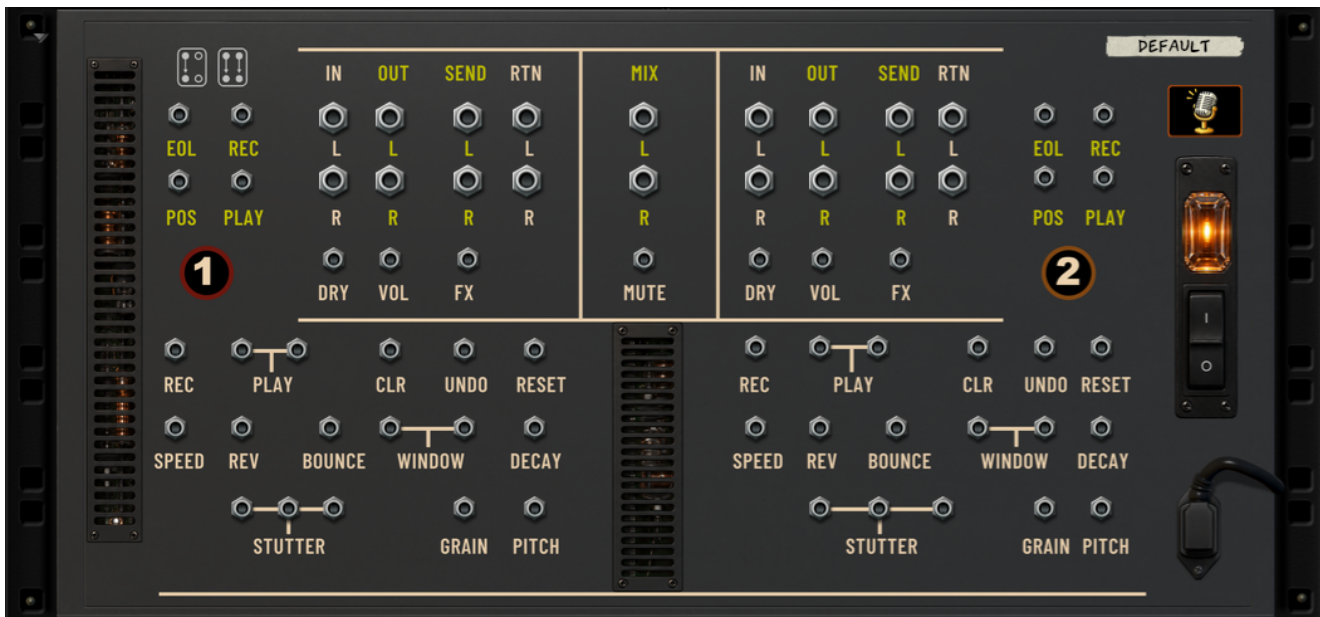 DEFAULT
IN OUT SEND RTN MIX IN OUT SEND RTN
L L L L L L L L L
EOL REC EOL REC
R R R R R R R R R
POS PLAY POS PLAY
1 2
DRY VOL FX MUTE DRY VOL FX
REC PLAY CLR UNDO RESET REC PLAY CLR UNDO RESET
SPEED REV BOUNCE WINDOW DECAY SPEED REV BOUNCE WINDOW DECAY
STUTTER GRAIN PITCH STUTTER GRAIN PITCH
I
O